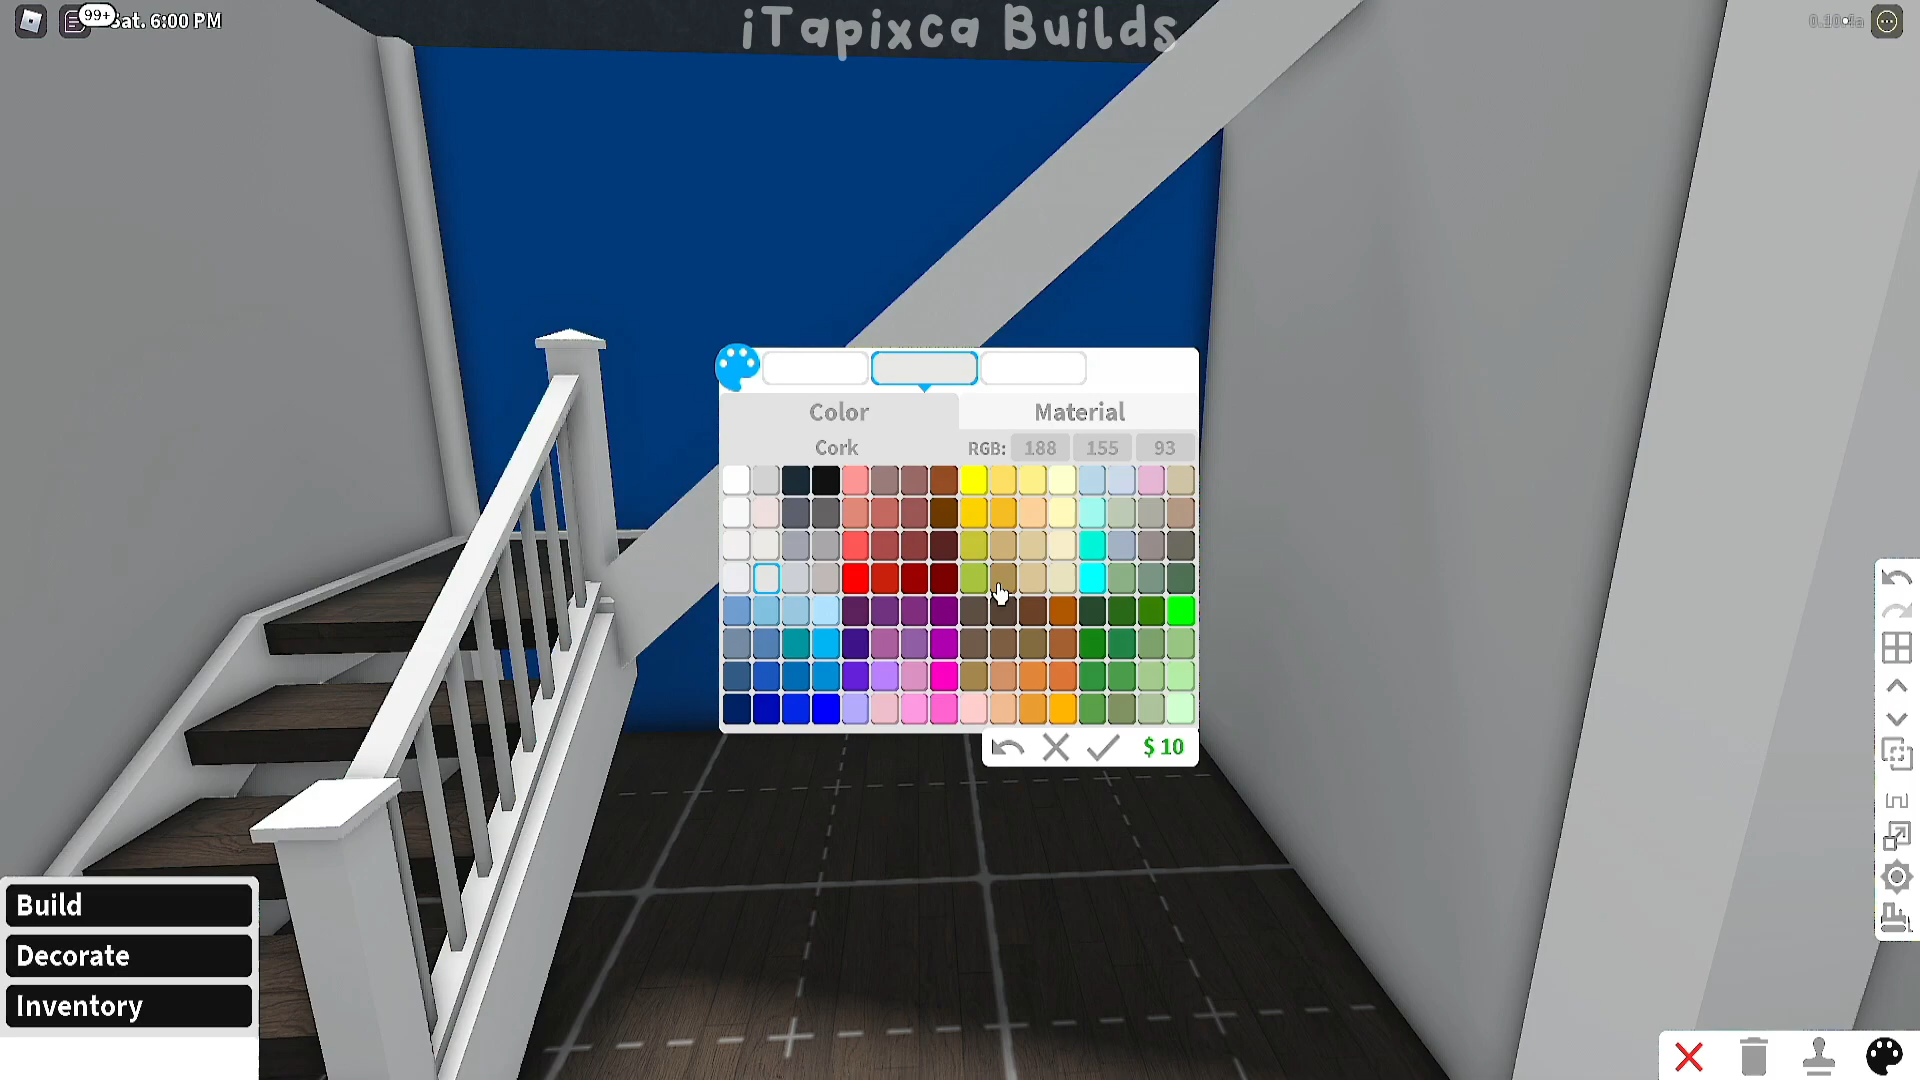 99+
Sat. 6:00 PM
iTapixca Builds
Color
Material
Cork
RGB: 188 155 93
$ 10
Build
Decorate
Inventory